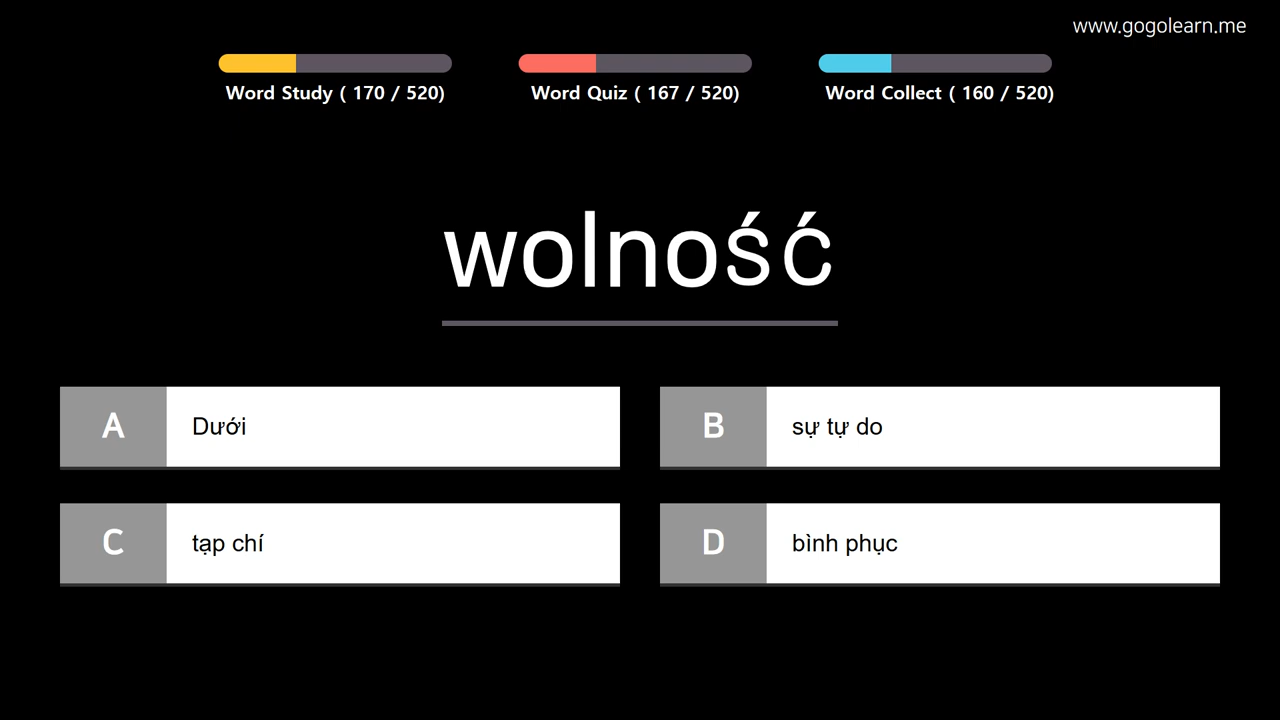 www.gogolearn.me
Word Study ( 170 / 520)
Word Quiz ( 167 / 520)
Word Collect ( 160 / 520)
wolność
A
Dưới
B
sự tự do
C
tạp chí
D
bình phục